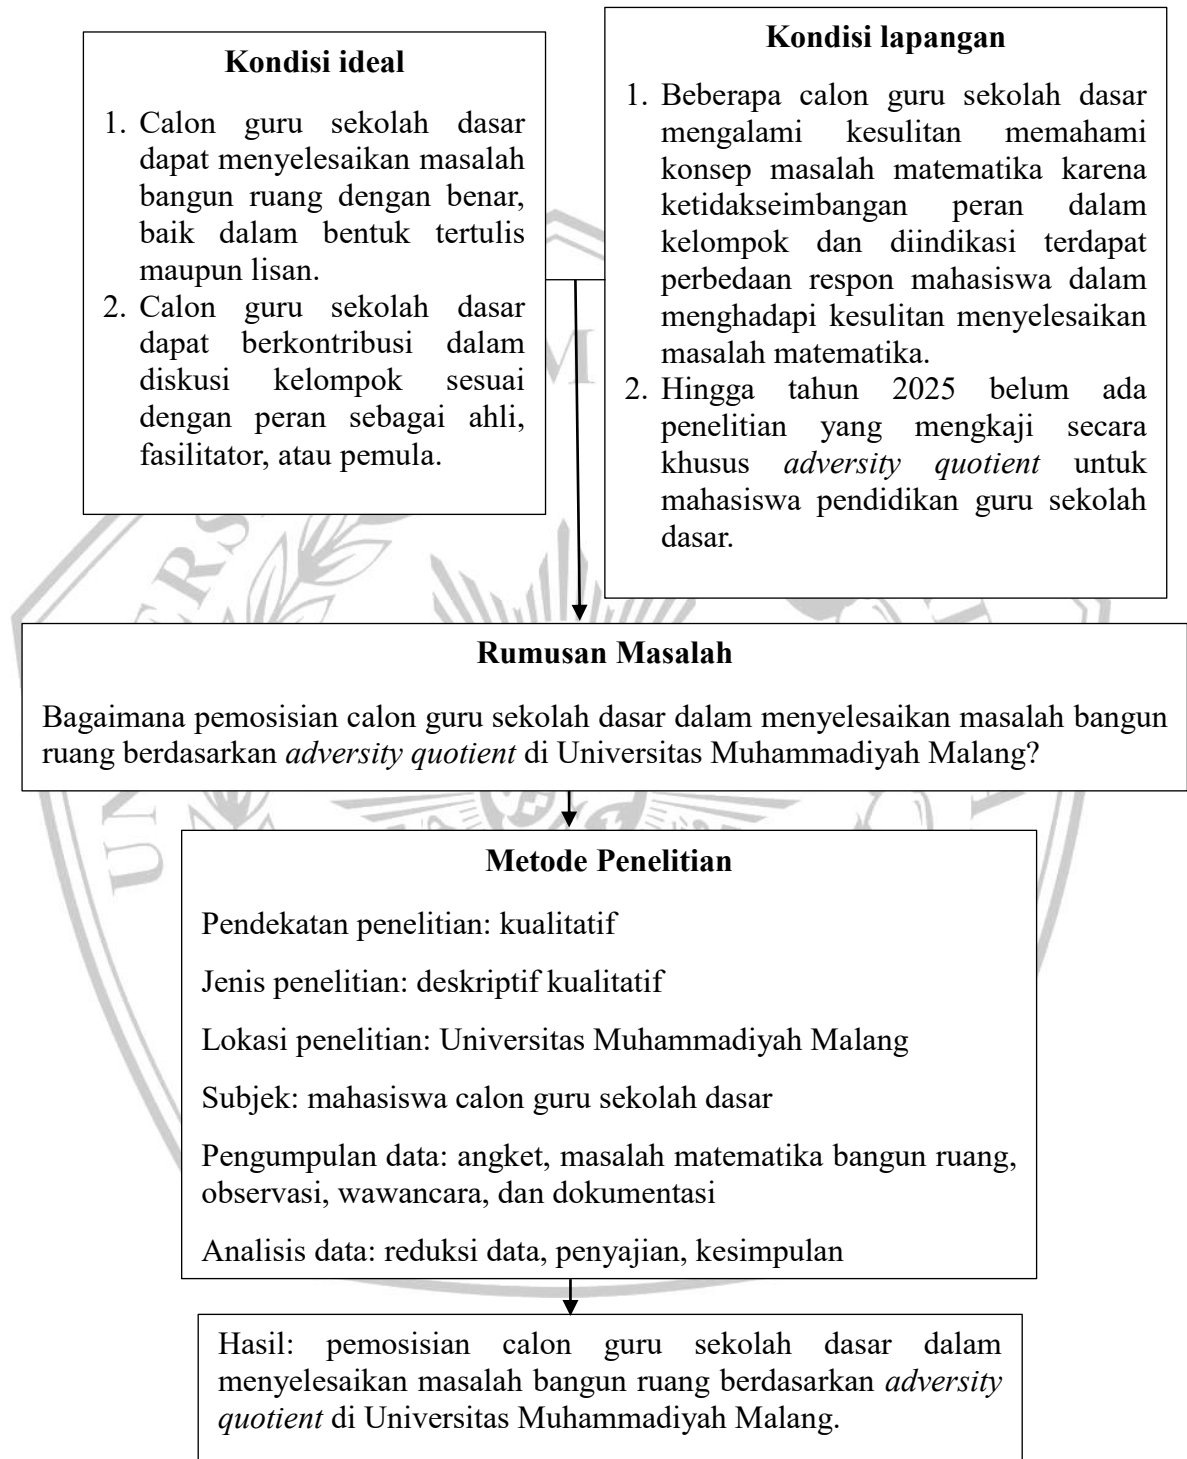 Kondisi ideal
1. Calon guru sekolah dasar
dapat menyelesaikan masalah
bangun ruang dengan benar,
baik dalam bentuk tertulis
maupun lisan.
2. Calon guru sekolah dasar
dapat berkontribusi dalam
diskusi kelompok sesuai
dengan peran sebagai ahli,
fasilitator, atau pemula.
Kondisi lapangan
1. Beberapa calon guru sekolah dasar
mengalami kesulitan memahami
konsep masalah matematika karena
ketidakseimbangan peran dalam
kelompok dan diindikasi terdapat
perbedaan respon mahasiswa dalam
menghadapi kesulitan menyelesaikan
masalah matematika.
2. Hingga tahun 2025 belum ada
penelitian yang mengkaji secara
khusus adversity quotient untuk
mahasiswa pendidikan guru sekolah
dasar.
Rumusan Masalah
Bagaimana pemosisian calon guru sekolah dasar dalam menyelesaikan masalah bangun
ruang berdasarkan adversity quotient di Universitas Muhammadiyah Malang?
Metode Penelitian
Pendekatan penelitian: kualitatif
Jenis penelitian: deskriptif kualitatif
Lokasi penelitian: Universitas Muhammadiyah Malang
Subjek: mahasiswa calon guru sekolah dasar
Pengumpulan data: angket, masalah matematika bangun ruang,
observasi, wawancara, dan dokumentasi
Analisis data: reduksi data, penyajian, kesimpulan
Hasil: pemosisian calon guru sekolah dasar dalam
menyelesaikan masalah bangun ruang berdasarkan adversity
quotient di Universitas Muhammadiyah Malang.